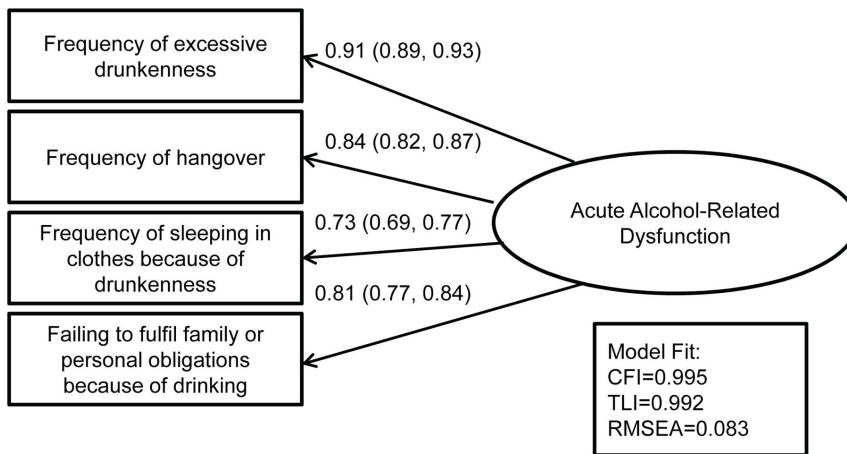 Frequency of excessive
drunkenness
0.91 (0.89, 0.93)
Frequency of hangover
0.84 (0.82, 0.87)
Frequency of sleeping in
clothes because of
drunkenness
0.73 (0.69, 0.77)
Failing to fulfil family or
personal obligations
because of drinking
0.81 (0.77, 0.84)
Acute Alcohol-Related
Dysfunction
Model Fit:
CFI=0.995
TLI=0.992
RMSEA=0.083